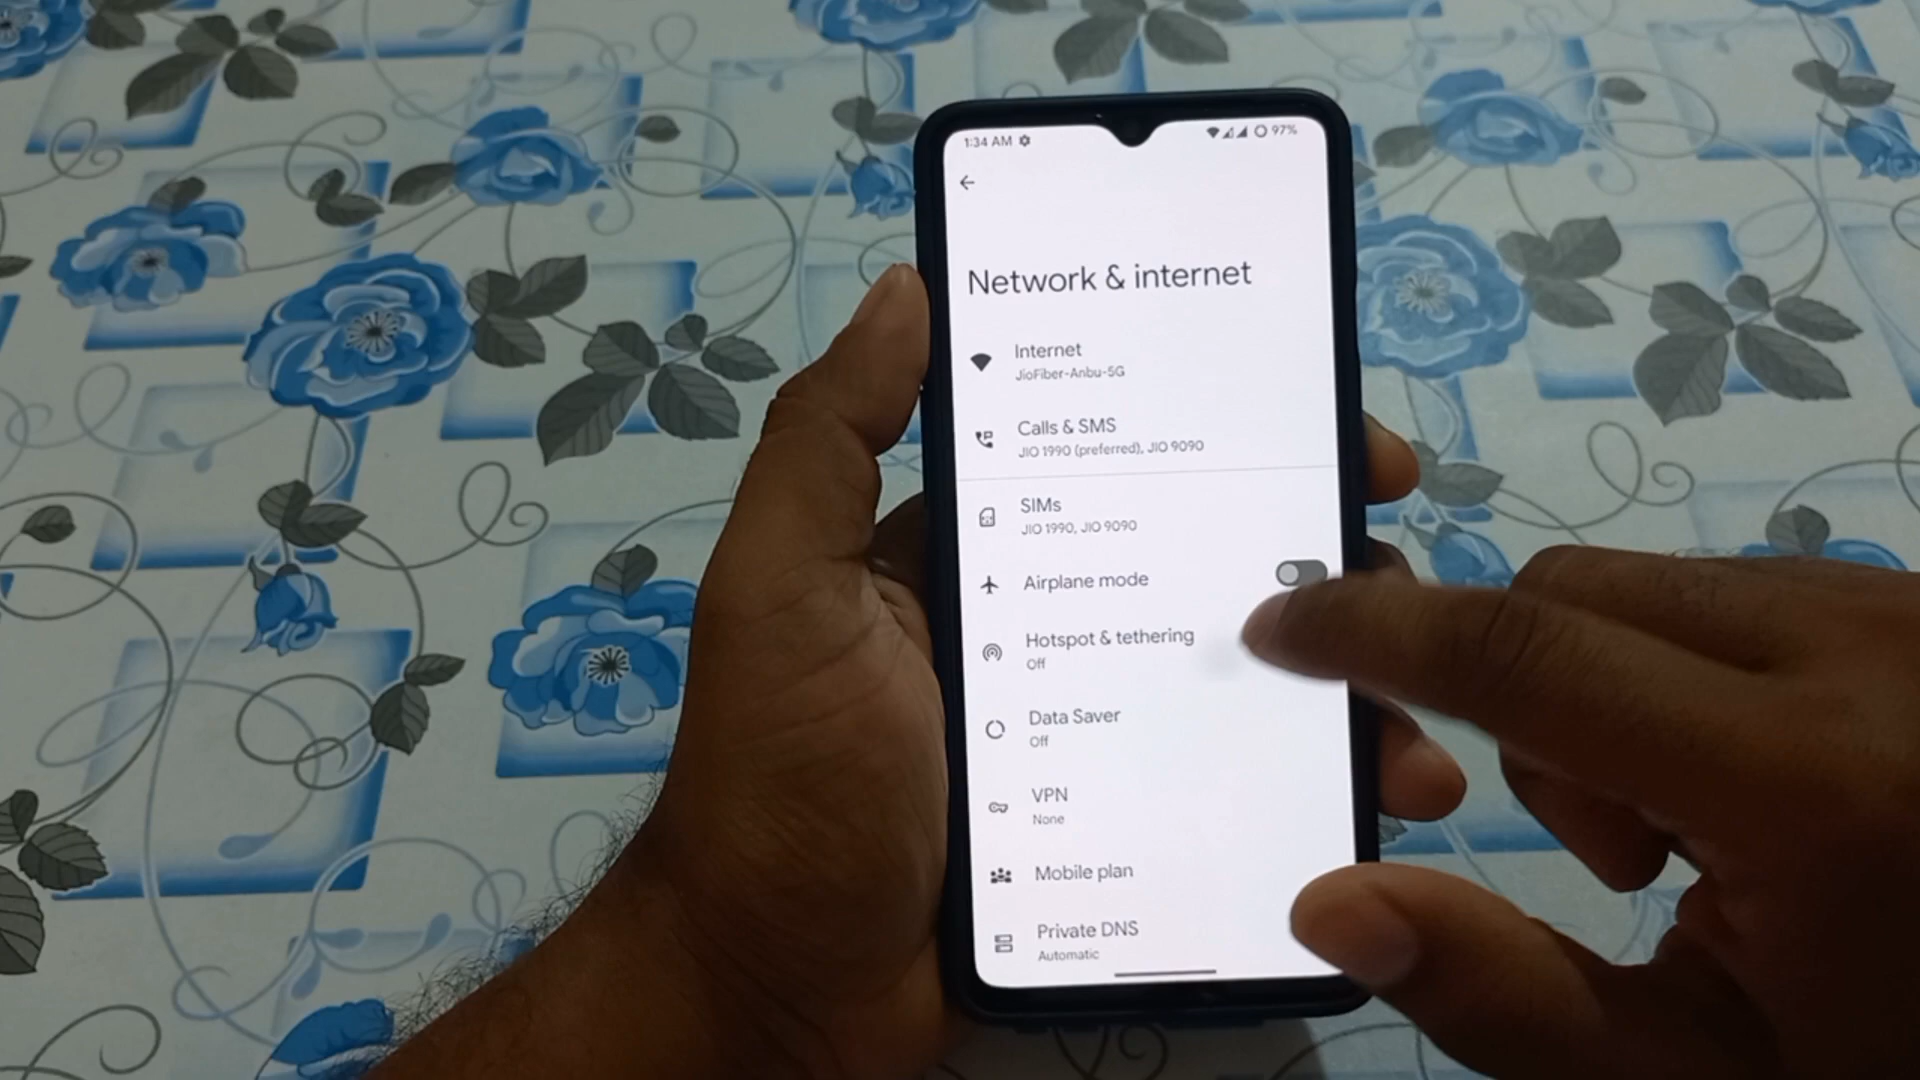 1:34 AM
97%
Network & internet
Internet
JioFiber-Anbu-5G
Calls & SMS
JIO 1990 (preferred), JIO 9090
SIMs
JIO 1990, JIO 9090
Airplane mode
Hotspot & tethering
Off
Data Saver
Off
VPN
None
Mobile plan
Private DNS
Automatic